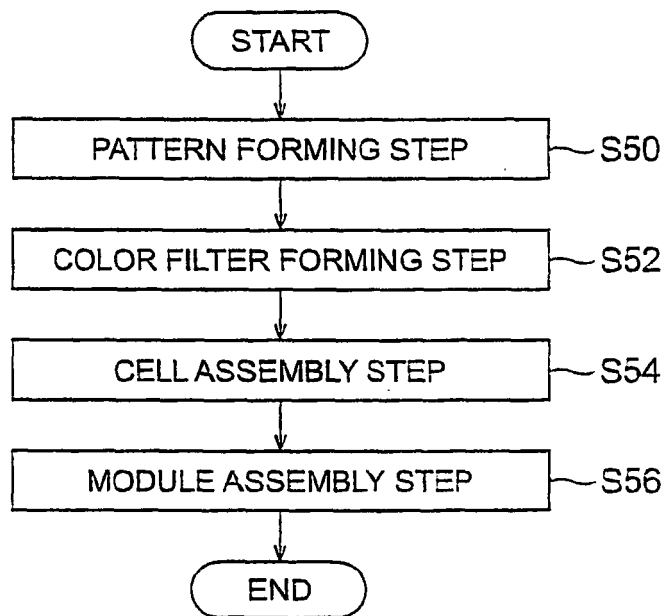 START
PATTERN FORMING STEP
S50
COLOR FILTER FORMING STEP
S52
CELL ASSEMBLY STEP
S54
MODULE ASSEMBLY STEP
S56
END